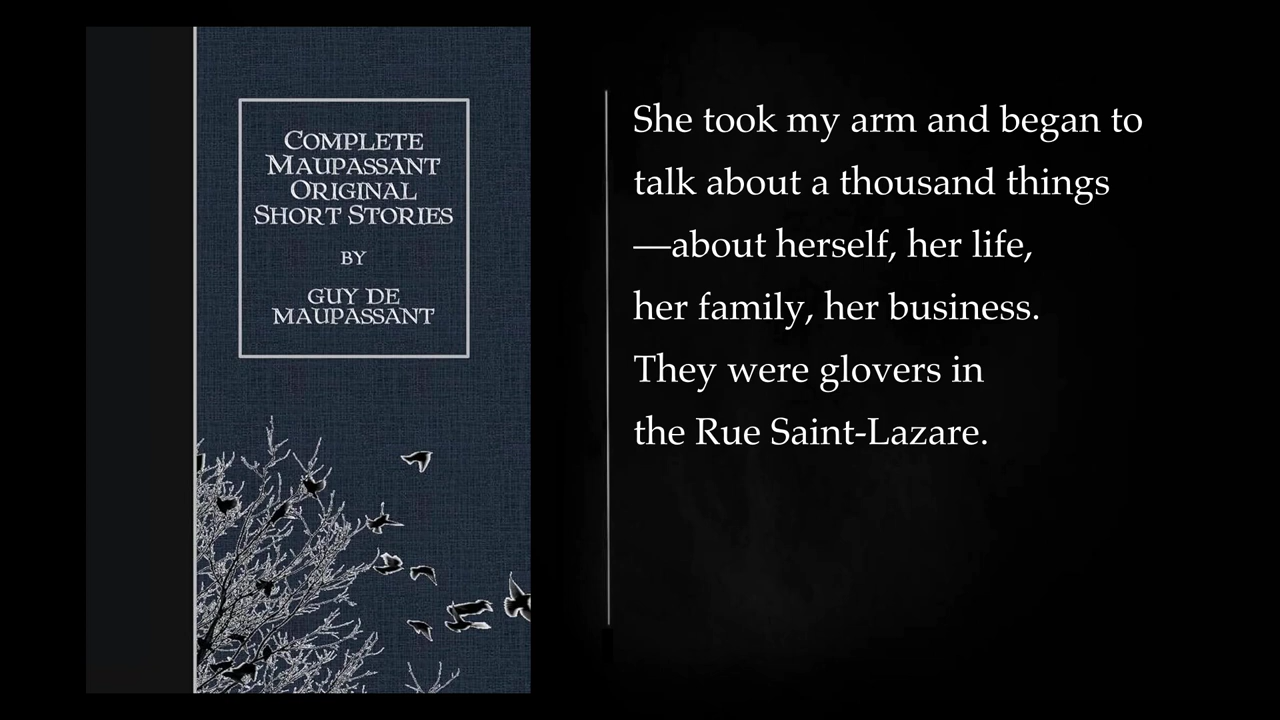 COMPLETE
MAUPASSANT
ORIGINAL
SHORT STORIES
BY
GUY DE
MAUPASSANT
She took my arm and began to
talk about a thousand things
—about herself, her life,
her family, her business.
They were glovers in
the Rue Saint-Lazare.